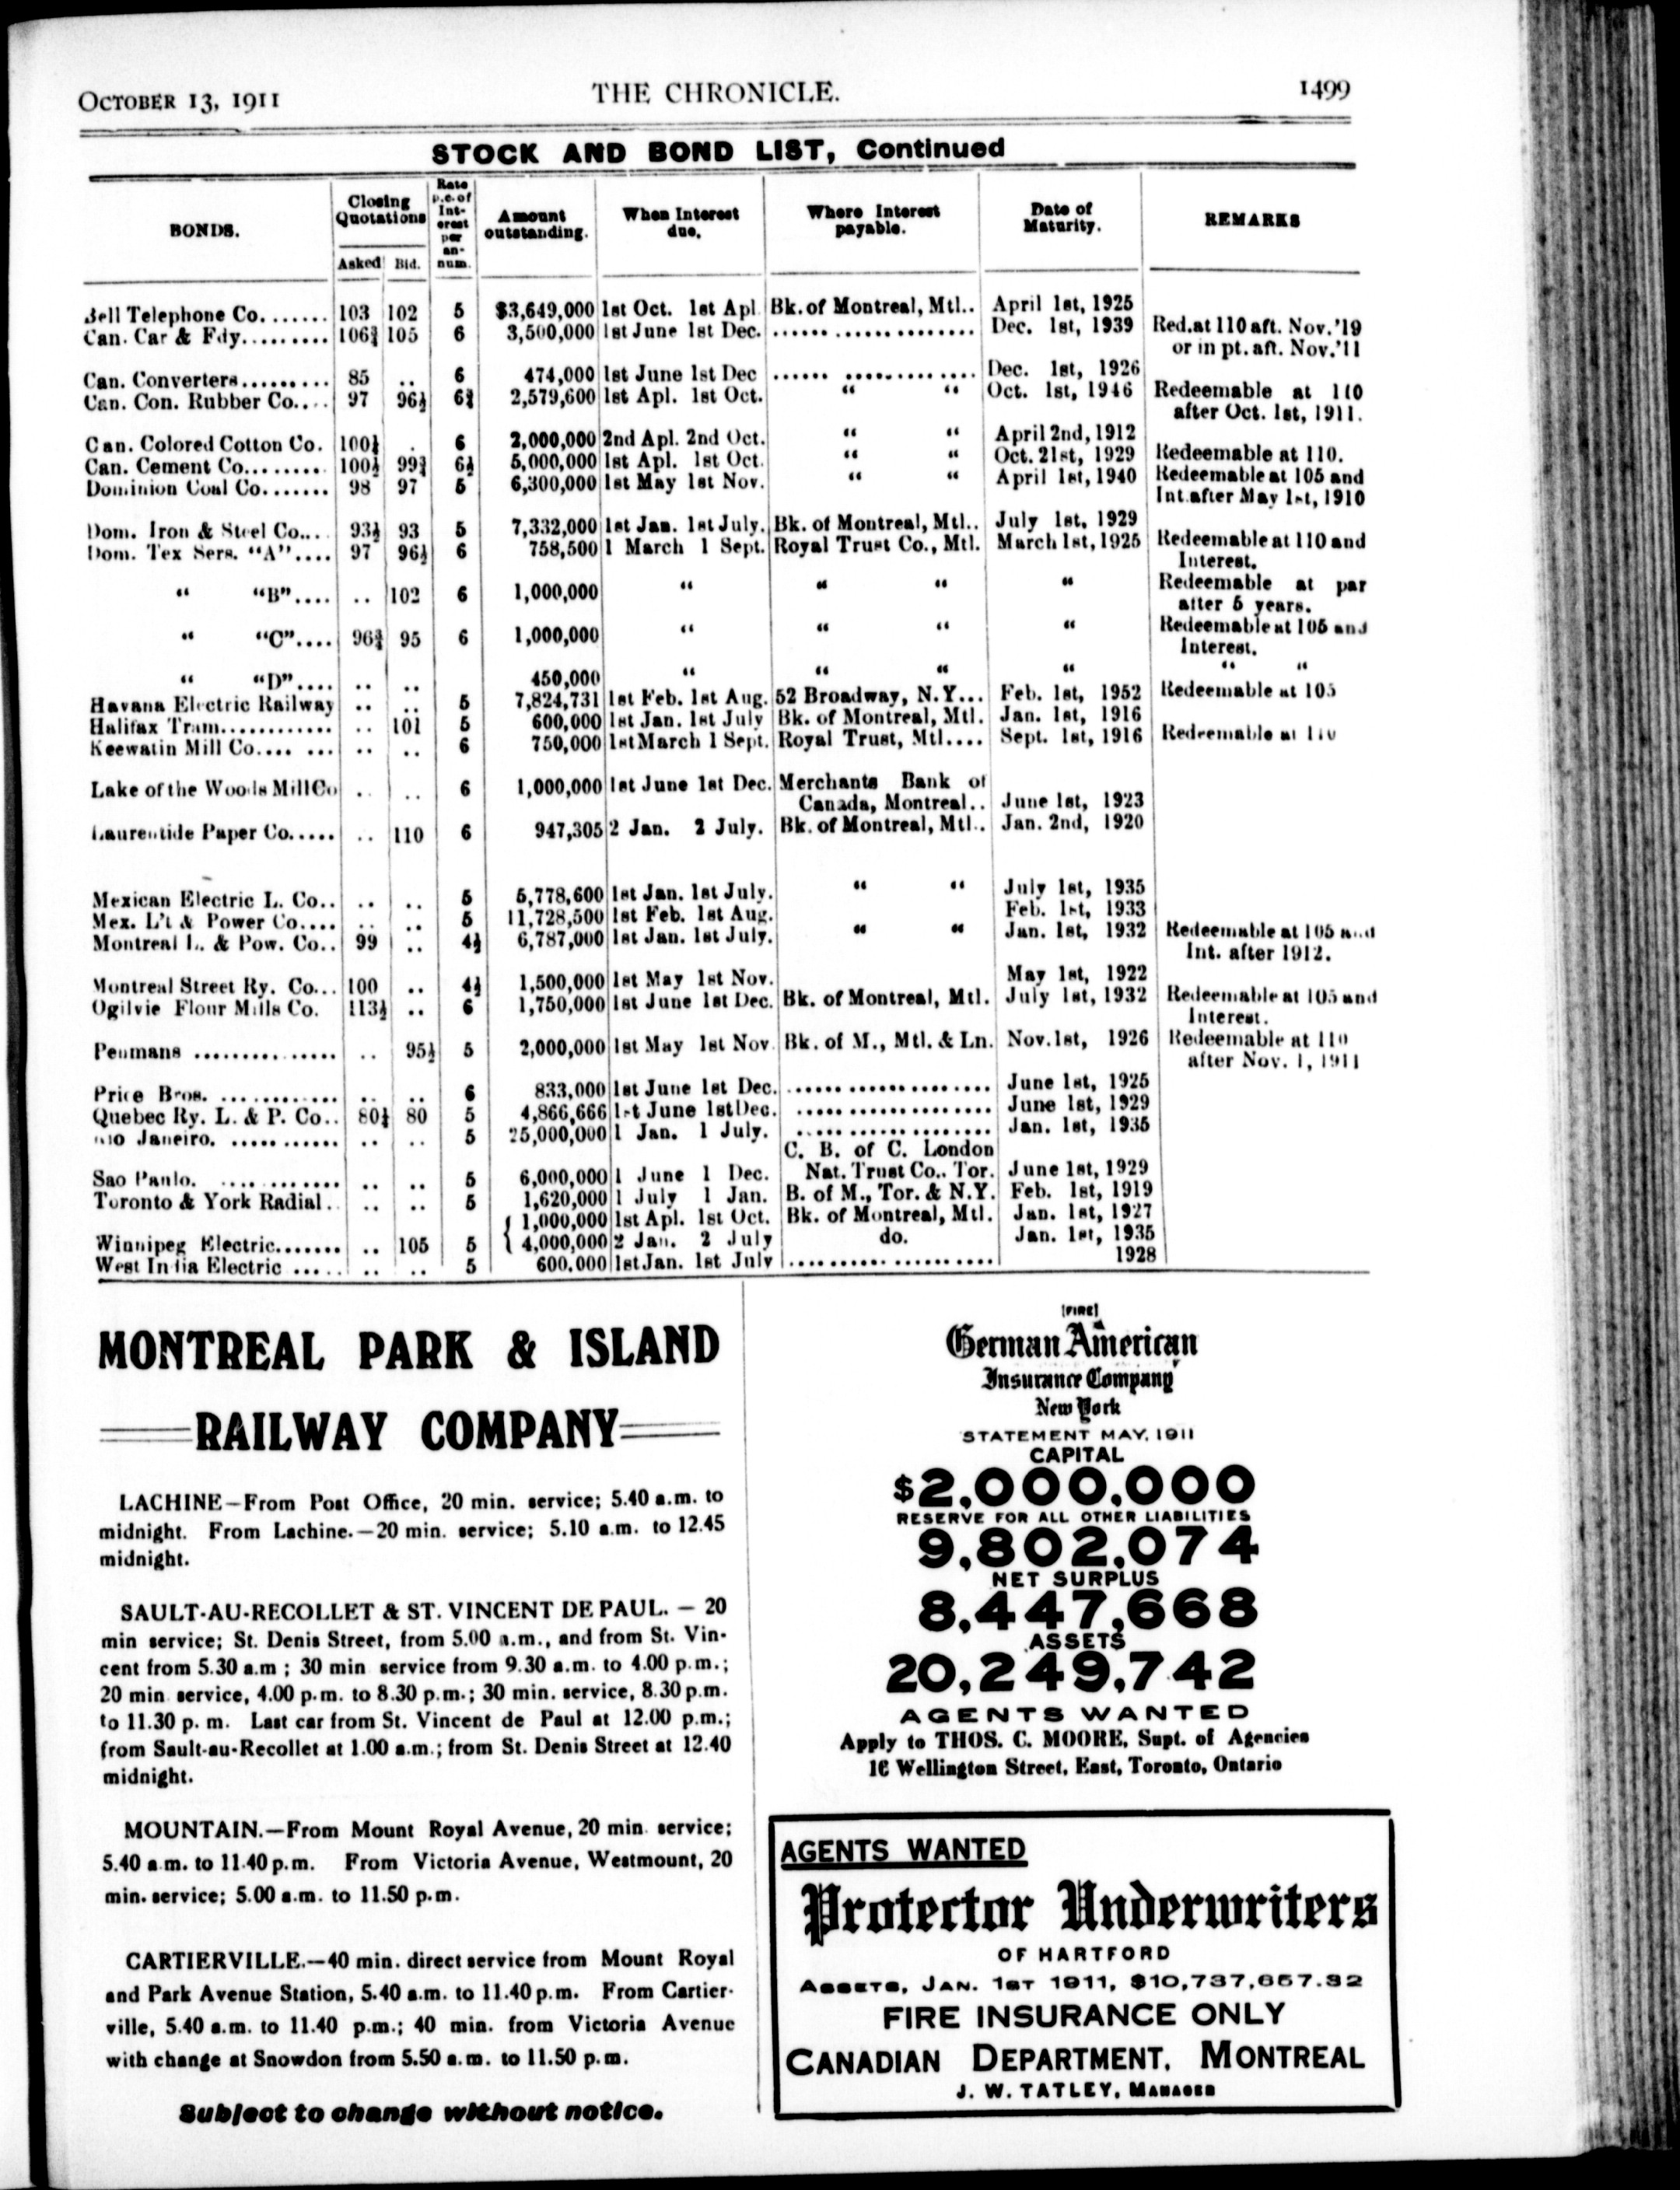 OCTOBER 13, 1911 THE CHRONICLE. 1499
STOCK AND BOND LIST, Continued
BONDS. Closing Quotations Rate p.c. of Interest per annum. Amount outstanding. When Interest due. Where Interest payable. Date of Maturity. REMARKS
Asked Bid.
Bell Telephone Co....... 103 102 5 $3,649,000 1st Oct. 1st Apl Bk. of Montreal, Mtl.. April 1st, 1925
Can. Car & Fdy......... 106¾ 105 6 3,500,000 1st June 1st Dec. ...... .............. Dec. 1st, 1939 Red. at 110 aft. Nov.'19
or in pt. aft. Nov.'11
Can. Converters.......... 85 .. 6 474,000 1st June 1st Dec ...... ............. Dec. 1st, 1926
Can. Con. Rubber Co.... 97 96½ 6 2,579,600 1st Apl. 1st Oct. “ “ Oct. 1st, 1946 Redeemable at 110
after Oct. 1st, 1911.
Can. Colored Cotton Co. 100½ . 6 2,000,000 2nd Apl. 2nd Oct. “ “ April 2nd, 1912
Can. Cement Co........ 100½ 99¾ 6½ 5,000,000 1st Apl. 1st Oct. “ “ Oct. 21st, 1929 Redeemable at 110.
Dominion Coal Co....... 98 97 5 6,300,000 1st May 1st Nov. “ “ April 1st, 1940 Redeemable at 105 and
Int. after May 1st, 1910
Dom. Iron & Steel Co... 93½ 93 5 7,332,000 1st Jan. 1st July. Bk. of Montreal, Mtl.. July 1st, 1929
Dom. Tex Sers. “A”.... 97 96½ 6 758,500 1 March 1 Sept. Royal Trust Co., Mtl. March 1st, 1925 Redeemable at 110 and
Interest.
“ “B”.... .. 102 6 1,000,000 “ “ “ “ Redeemable at par
after 5 years.
“ “C”.... 96¾ 95 6 1,000,000 “ “ “ “ Redeemable at 105 and
Interest.
“ “D”.... .. .. 450,000 “ “ “ “ “ “
Havana Electric Railway .. .. 5 7,824,731 1st Feb. 1st Aug. 52 Broadway, N.Y... Feb. 1st, 1952 Redeemable at 105
Halifax Tram............ .. 101 5 600,000 1st Jan. 1st July Bk. of Montreal, Mtl. Jan. 1st, 1916
Keewatin Mill Co.... ... .. .. 6 750,000 1st March 1 Sept. Royal Trust, Mtl.... Sept. 1st, 1916 Redeemable at 110
Lake of the Woods Mill Co . . .. 6 1,000,000 1st June 1st Dec. Merchants Bank of
Canada, Montreal.. June 1st, 1923
Laurentide Paper Co..... .. 110 6 947,305 2 Jan. 2 July. Bk. of Montreal, Mtl.. Jan. 2nd, 1920
Mexican Electric L. Co.. .. .. 5 5,778,600 1st Jan. 1st July. “ “ July 1st, 1935
Mex. L't & Power Co.... .. .. 5 11,728,500 1st Feb. 1st Aug. Feb. 1st, 1933
Montreal L. & Pow. Co.. 99 .. 4½ 6,787,000 1st Jan. 1st July. “ “ Jan. 1st, 1932 Redeemable at 105 and
Int. after 1912.
Montreal Street Ry. Co... 100 .. 4½ 1,500,000 1st May 1st Nov. May 1st, 1922
Ogilvie Flour Mills Co. 113½ .. 6 1,750,000 1st June 1st Dec. Bk. of Montreal, Mtl. July 1st, 1932 Redeemable at 105 and
Interest.
Penmans ............... .. 95½ 5 2,000,000 1st May 1st Nov. Bk. of M., Mtl. & Ln. Nov. 1st, 1926 Redeemable at 110
after Nov. 1, 1911
Price Bros. ............. .. .. 6 833,000 1st June 1st Dec. .................... June 1st, 1925
Quebec Ry. L. & P. Co.. 80½ 80 5 4,866,666 1st June 1st Dec. .................... June 1st, 1929
Rio Janeiro. ........... .. .. 5 25,000,000 1 Jan. 1 July. .................... Jan. 1st, 1935
C. B. of C. London
Sao Paulo. .... ........ .. .. 5 6,000,000 1 June 1 Dec. Nat. Trust Co., Tor. June 1st, 1929
Toronto & York Radial.. .. .. 5 1,620,000 1 July 1 Jan. B. of M., Tor. & N.Y. Feb. 1st, 1919
{ 1,000,000 1st Apl. 1st Oct. Bk. of Montreal, Mtl. Jan. 1st, 1927
Winnipeg Electric....... .. 105 5 { 4,000,000 2 Jan. 2 July do. Jan. 1st, 1935
West India Electric ..... .. .. 5 600,000 1st Jan. 1st July .................... 1928
MONTREAL PARK & ISLAND
RAILWAY COMPANY
LACHINE—From Post Office, 20 min. service; 5.40 a.m. to
midnight. From Lachine.—20 min. service; 5.10 a.m. to 12.45
midnight.
SAULT-AU-RECOLLET & ST. VINCENT DE PAUL. — 20
min service; St. Denis Street, from 5.00 a.m., and from St. Vin-
cent from 5.30 a.m ; 30 min service from 9.30 a.m. to 4.00 p.m.;
20 min service, 4.00 p.m. to 8.30 p.m.; 30 min. service, 8.30 p.m.
to 11.30 p. m. Last car from St. Vincent de Paul at 12.00 p.m.;
from Sault-au-Recollet at 1.00 a.m.; from St. Denis Street at 12.40
midnight.
MOUNTAIN.—From Mount Royal Avenue, 20 min. service;
5.40 a.m. to 11.40 p.m. From Victoria Avenue, Westmount, 20
min. service; 5.00 a.m. to 11.50 p.m.
CARTIERVILLE.—40 min. direct service from Mount Royal
and Park Avenue Station, 5.40 a.m. to 11.40 p.m. From Cartier-
ville, 5.40 a.m. to 11.40 p.m.; 40 min. from Victoria Avenue
with change at Snowdon from 5.50 a.m. to 11.50 p.m.
Subject to change without notice.
[FIRE]
German American
Insurance Company
New York
STATEMENT MAY, 1911
CAPITAL
$2,000,000
RESERVE FOR ALL OTHER LIABILITIES
9,802,074
NET SURPLUS
8,447,668
ASSETS
20,249,742
AGENTS WANTED
Apply to THOS. C. MOORE, Supt. of Agencies
16 Wellington Street, East, Toronto, Ontario
AGENTS WANTED
Protector Underwriters
OF HARTFORD
ASSETS, JAN. 1ST 1911, $10,737,657.32
FIRE INSURANCE ONLY
CANADIAN DEPARTMENT, MONTREAL
J. W. TATLEY, MANAGER